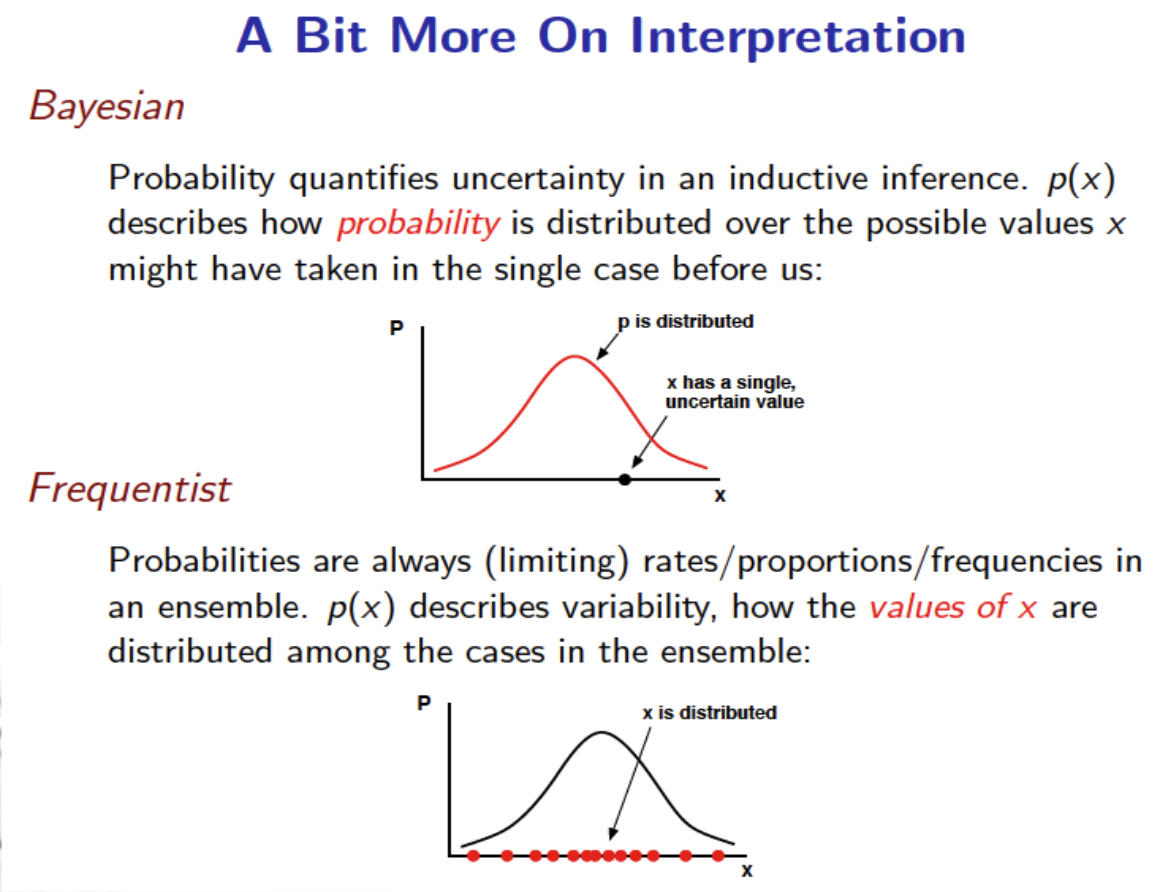 A Bit More On Interpretation
Bayesian
Probability quantifies uncertainty in an inductive inference. p(x)
describes how probability is distributed over the possible values x
might have taken in the single case before us:
P
p is distributed
x has a single,
uncertain value
x
Frequentist
Probabilities are always (limiting) rates/proportions/frequencies in
an ensemble. p(x) describes variability, how the values of x are
distributed among the cases in the ensemble:
P
x is distributed
x